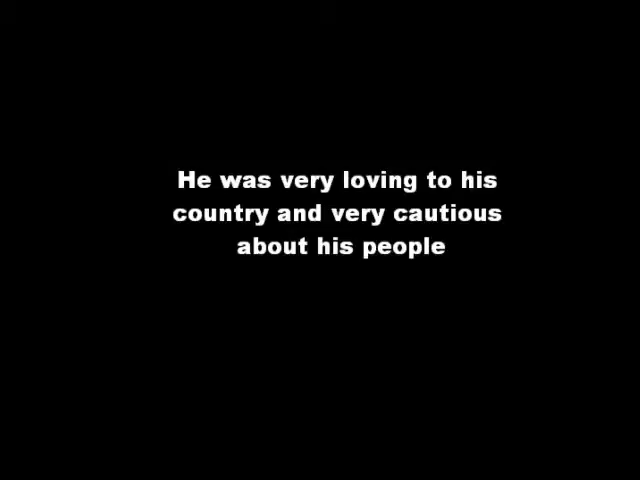 He was very loving to his
country and very cautious
about his people